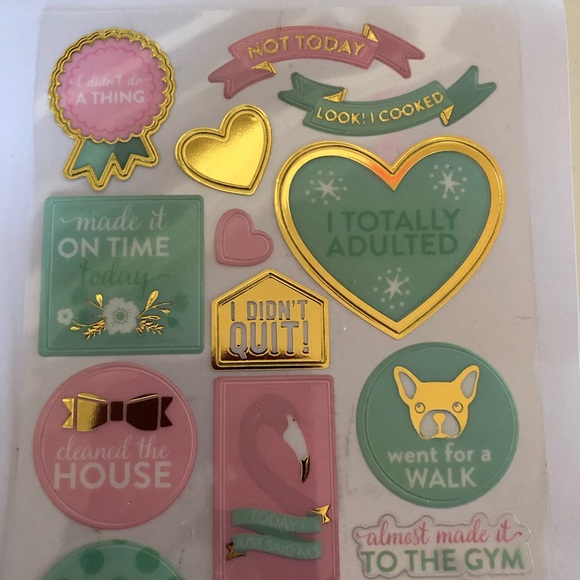 I didn't do
A THING
NOT TODAY
LOOK! I COOKED
I TOTALLY
ADULTED
made it
ON TIME
today
I DIDN'T
QUIT!
cleaned the
HOUSE
went for a
WALK
TODAY I
JUST SAID NO
almost made it
TO THE GYM